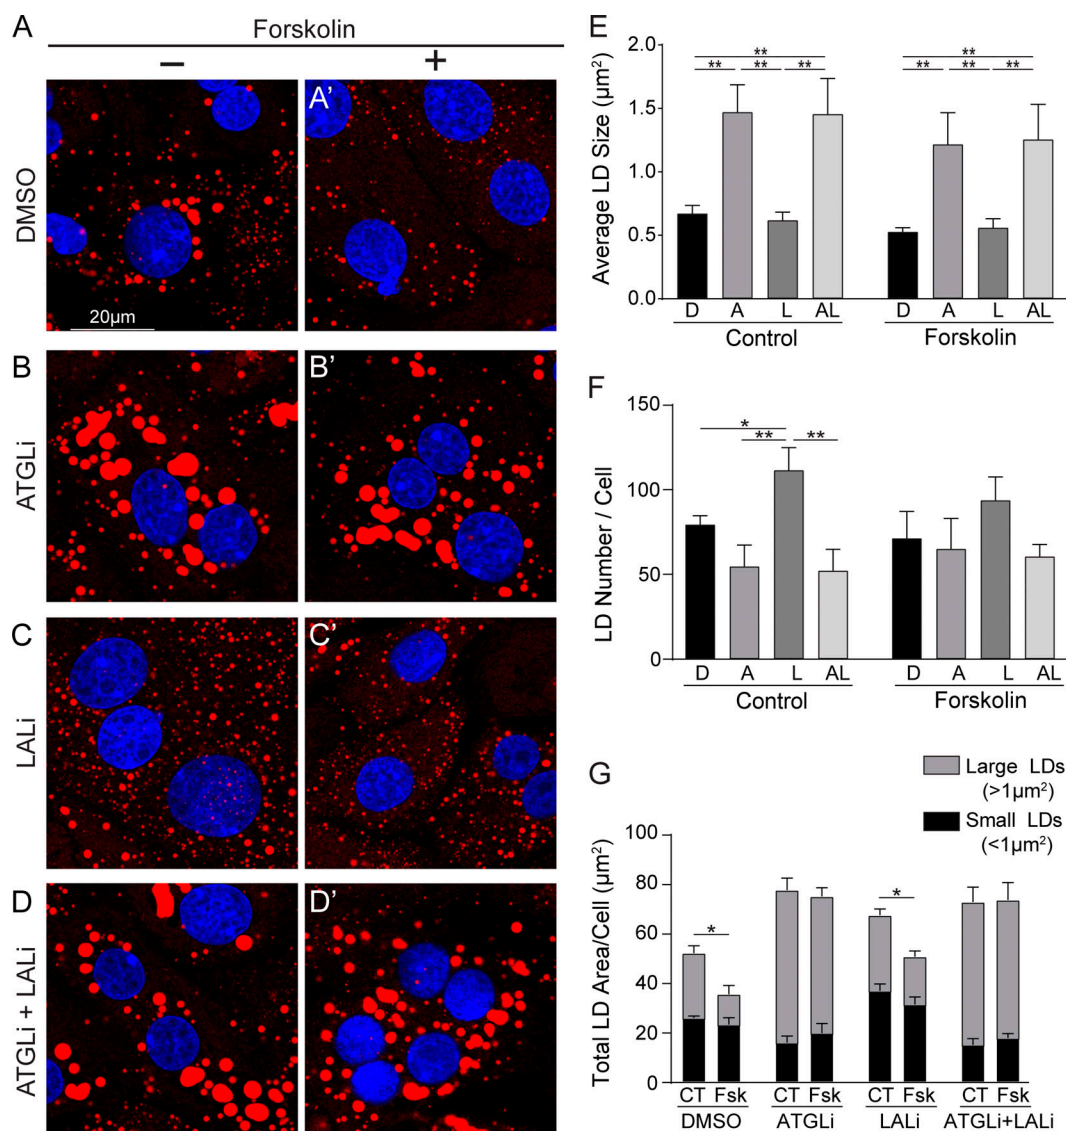 A
Forskolin
– +
DMSO
A'
20µm
B
ATGLi
B'
C
LALi
C'
D
ATGLi + LALi
D'
E
Average LD Size (µm²)
2.0
1.5
1.0
0.5
0.0
** ** ** **
** ** ** **
D A L AL D A L AL
Control Forskolin
F
LD Number / Cell
150
100
50
0
*
** **
D A L AL D A L AL
Control Forskolin
G
Large LDs
(>1µm²)
Small LDs
(<1µm²)
Total LD Area/Cell (µm²)
100
80
60
40
20
0
* *
CT Fsk CT Fsk CT Fsk CT Fsk
DMSO ATGLi LALi ATGLi+LALi